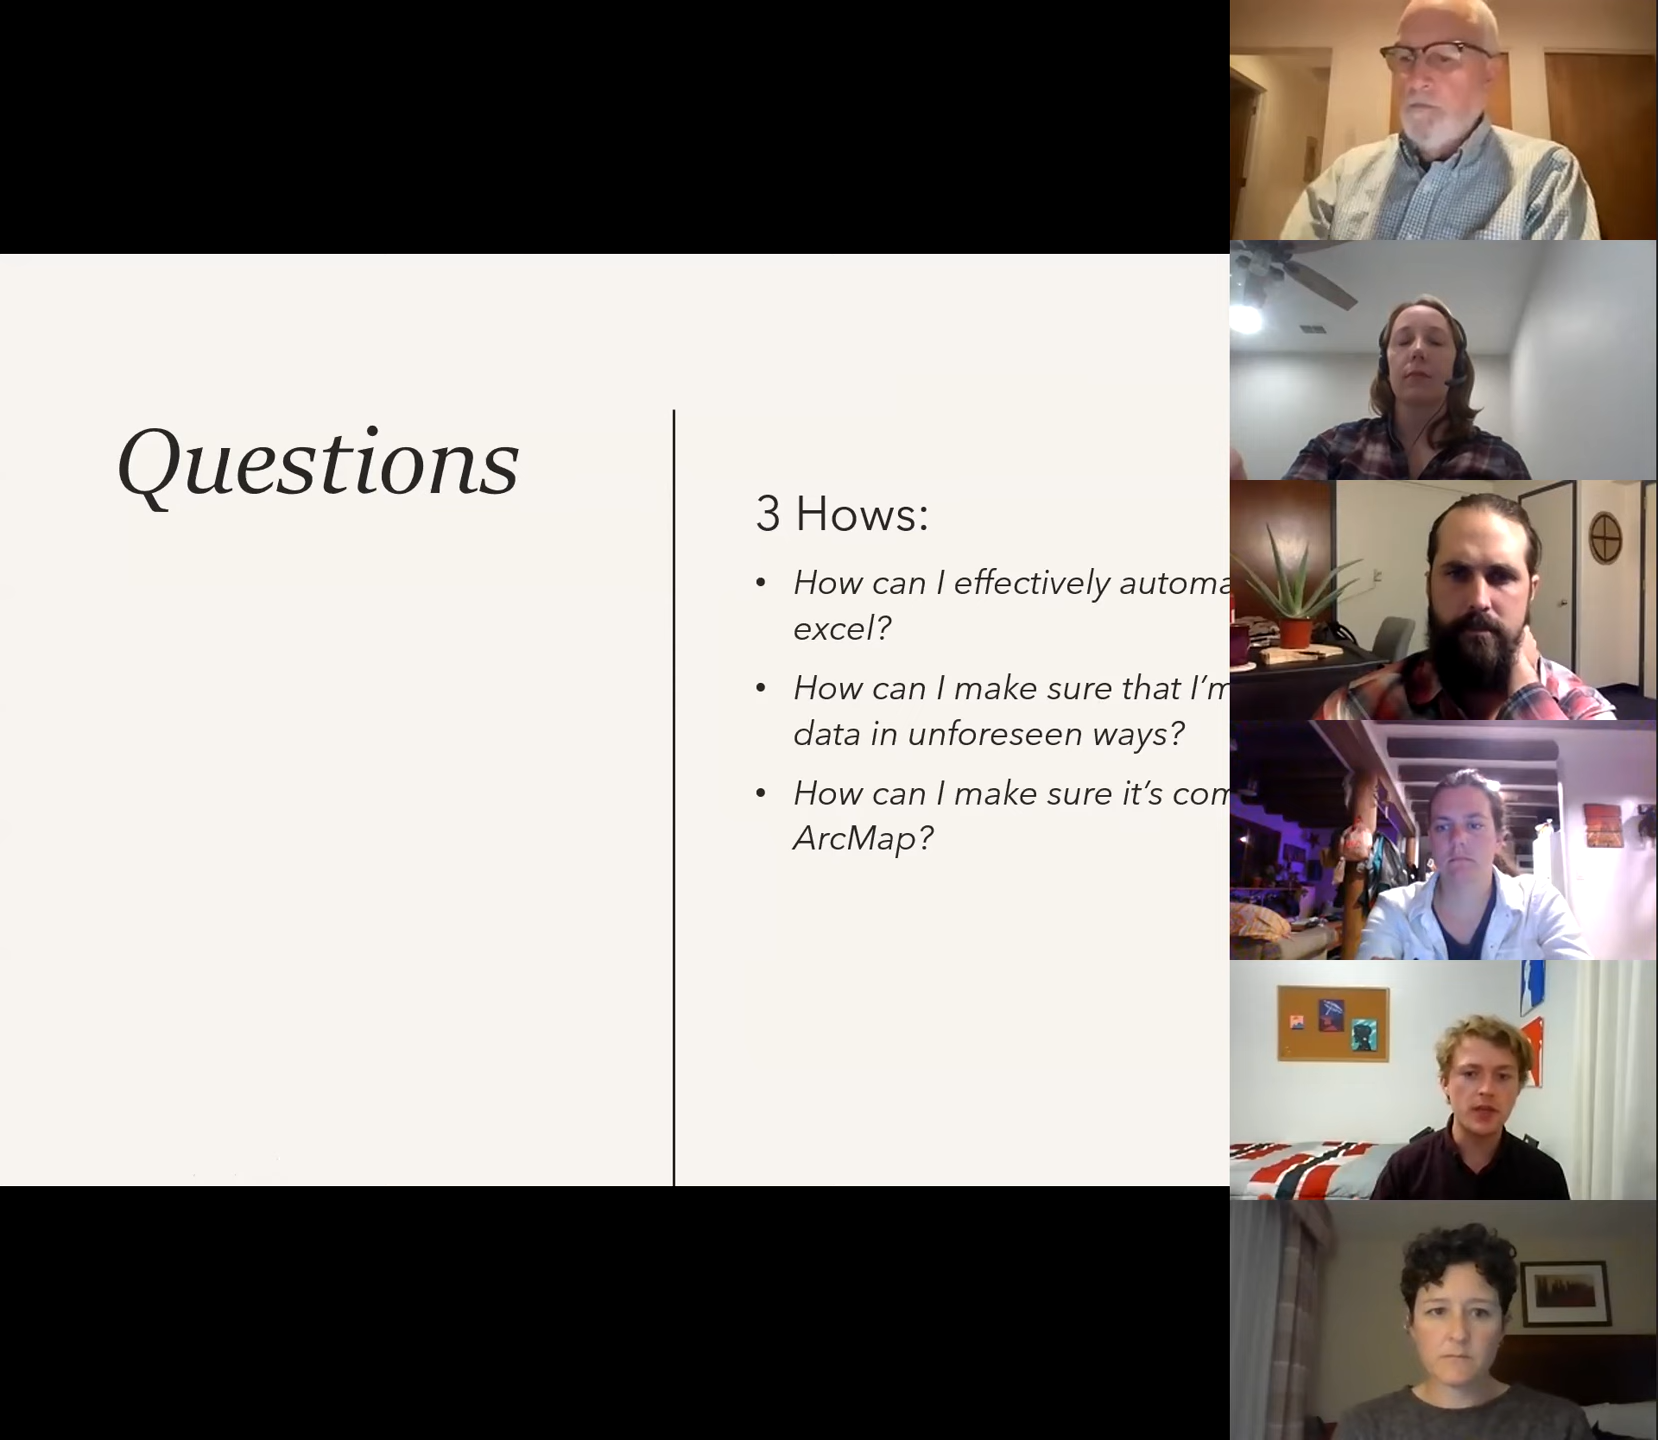 Questions
3 Hows:
• How can I effectively automa
excel?
• How can I make sure that I’m
data in unforeseen ways?
• How can I make sure it’s com
ArcMap?